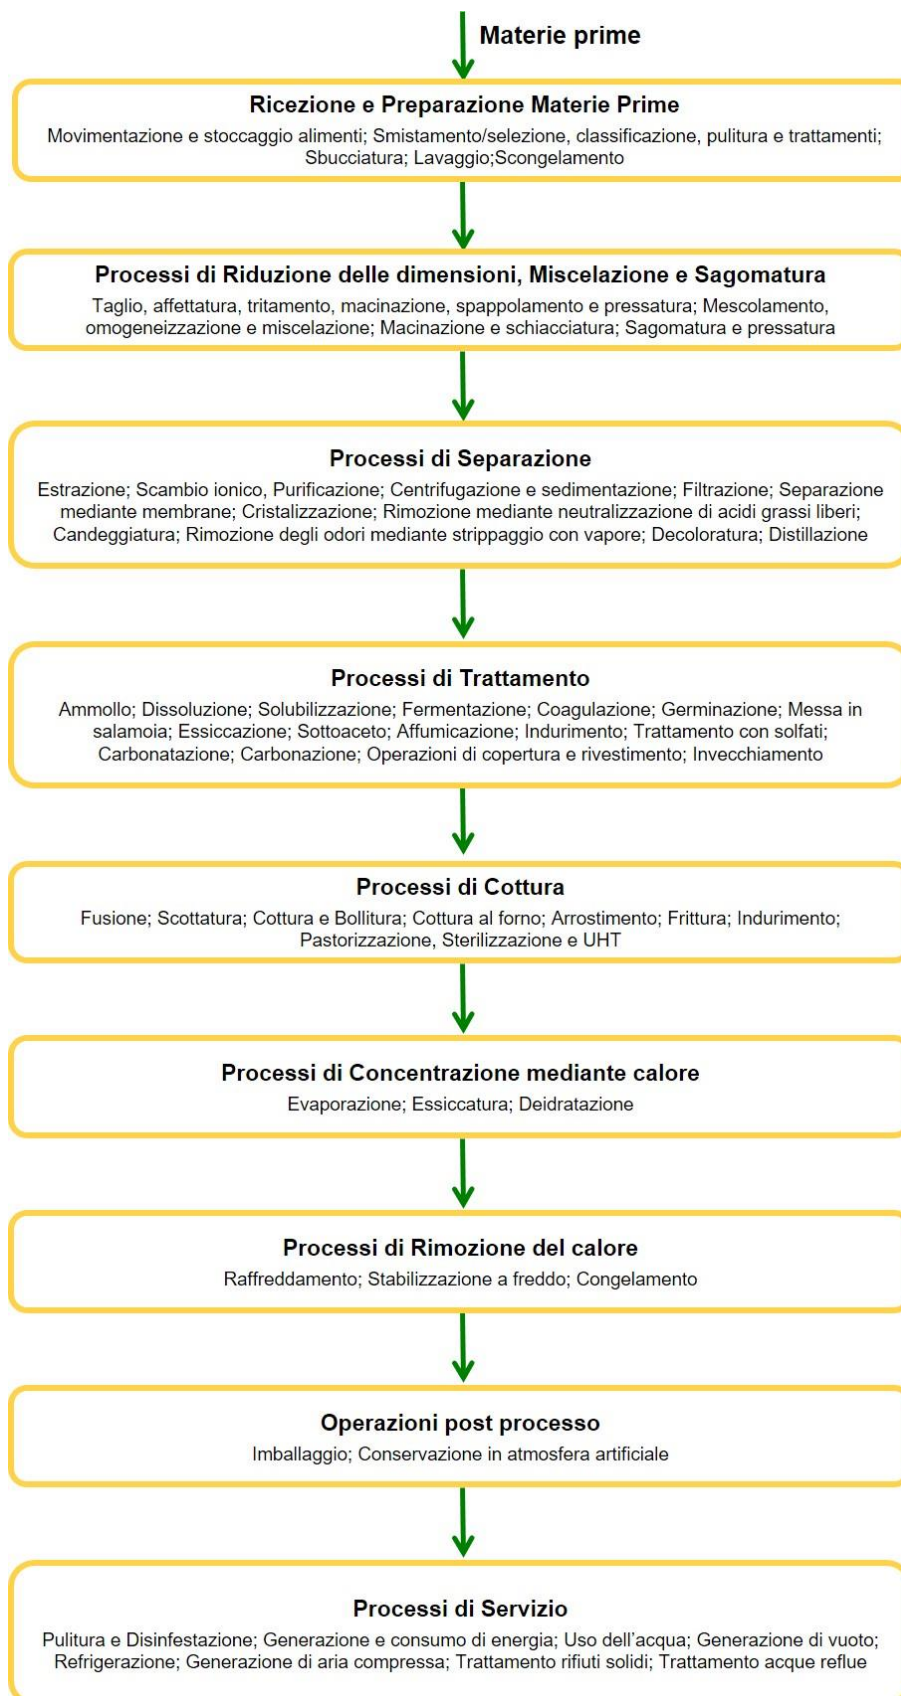 Materie prime
Ricezione e Preparazione Materie Prime
Movimentazione e stoccaggio alimenti; Smistamento/selezione, classificazione, pulitura e trattamenti;
Sbucciatura; Lavaggio;Scongelamento
Processi di Riduzione delle dimensioni, Miscelazione e Sagomatura
Taglio, affettatura, tritamento, macinazione, spappolamento e pressatura; Mescolamento,
omogeneizzazione e miscelazione; Macinazione e schiacciatura; Sagomatura e pressatura
Processi di Separazione
Estrazione; Scambio ionico, Purificazione; Centrifugazione e sedimentazione; Filtrazione; Separazione
mediante membrane; Cristalizzazione; Rimozione mediante neutralizzazione di acidi grassi liberi;
Candeggiatura; Rimozione degli odori mediante strippaggio con vapore; Decoloratura; Distillazione
Processi di Trattamento
Ammollo; Dissoluzione; Solubilizzazione; Fermentazione; Coagulazione; Germinazione; Messa in
salamoia; Essiccazione; Sottoaceto; Affumicazione; Indurimento; Trattamento con solfati;
Carbonatazione; Carbonazione; Operazioni di copertura e rivestimento; Invecchiamento
Processi di Cottura
Fusione; Scottatura; Cottura e Bollitura; Cottura al forno; Arrostimento; Frittura; Indurimento;
Pastorizzazione, Sterilizzazione e UHT
Processi di Concentrazione mediante calore
Evaporazione; Essiccatura; Deidratazione
Processi di Rimozione del calore
Raffreddamento; Stabilizzazione a freddo; Congelamento
Operazioni post processo
Imballaggio; Conservazione in atmosfera artificiale
Processi di Servizio
Pulitura e Disinfestazione; Generazione e consumo di energia; Uso dell'acqua; Generazione di vuoto;
Refrigerazione; Generazione di aria compressa; Trattamento rifiuti solidi; Trattamento acque reflue